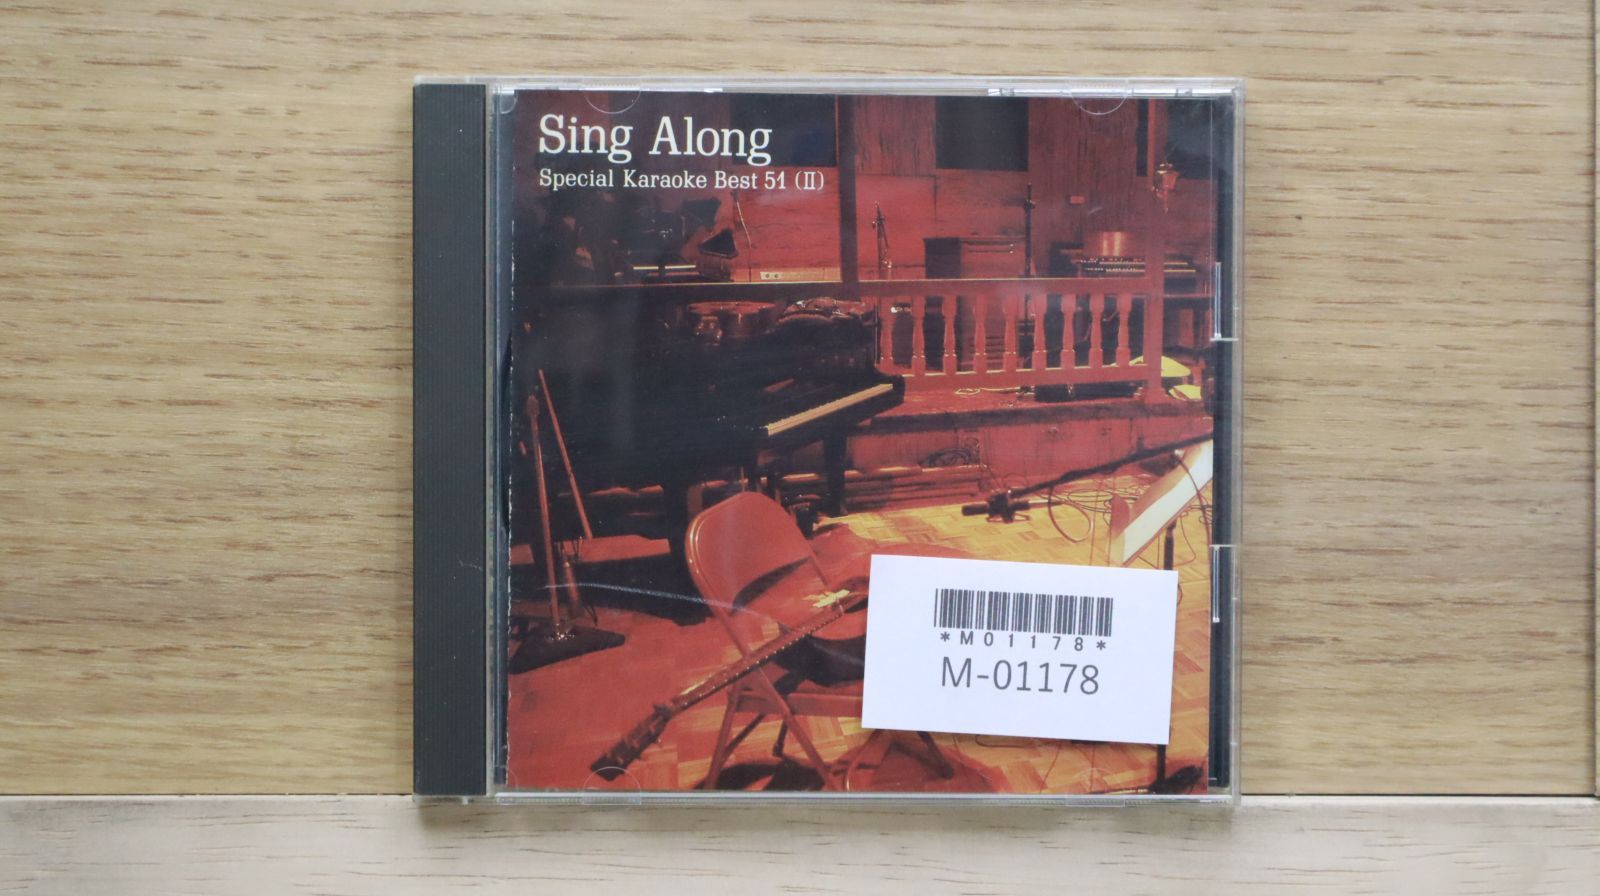 Sing Along
Special Karaoke Best 51 (II)
*M01178*
M-01178